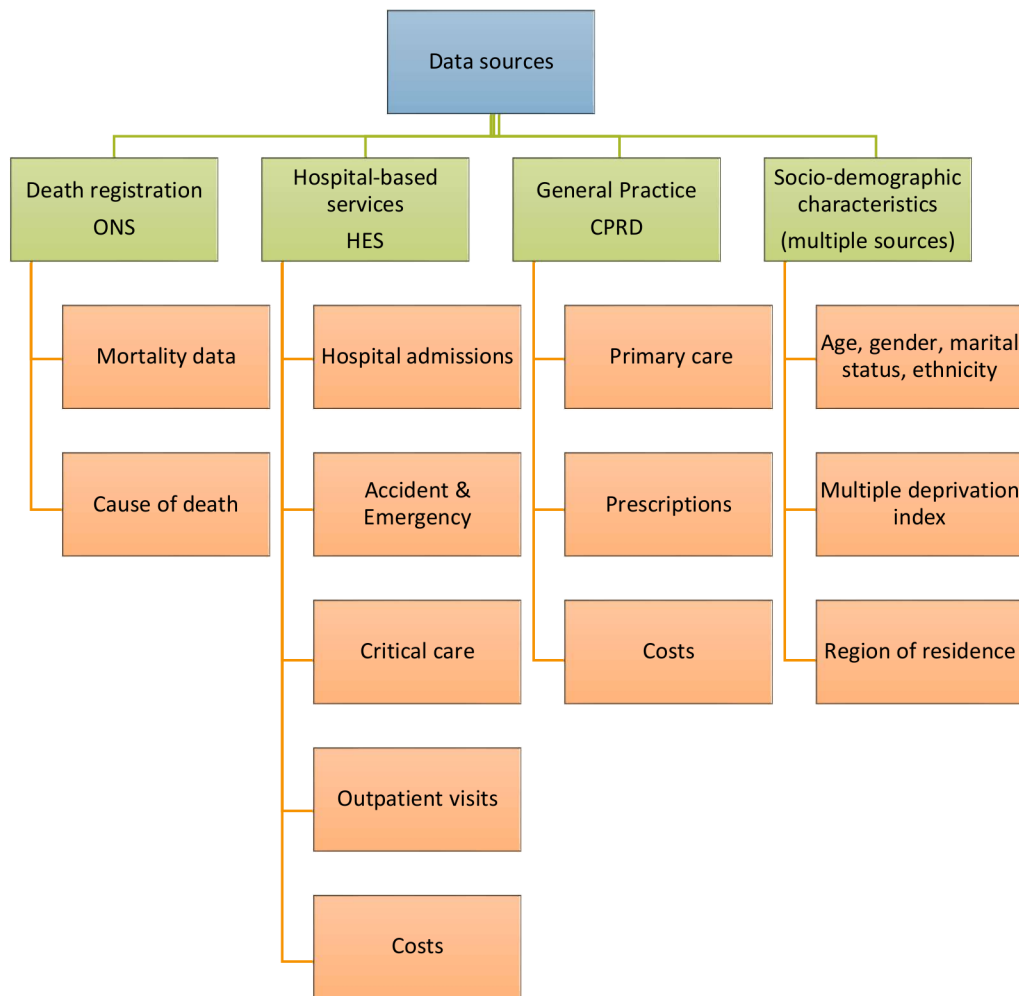 Data sources
Death registration
ONS
Hospital-based
services
HES
General Practice
CPRD
Socio-demographic
characteristics
(multiple sources)
Mortality data
Cause of death
Hospital admissions
Accident &
Emergency
Critical care
Outpatient visits
Costs
Primary care
Prescriptions
Costs
Age, gender, marital
status, ethnicity
Multiple deprivation
index
Region of residence